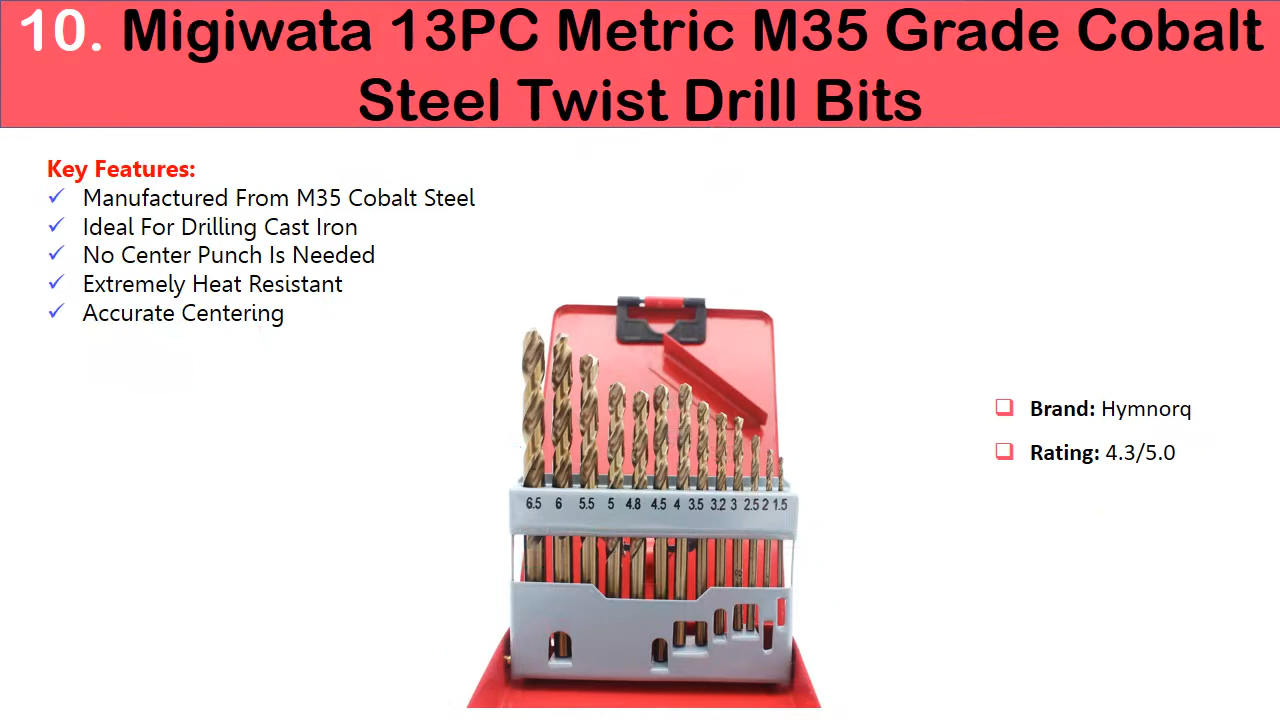 10. Migiwata 13PC Metric M35 Grade Cobalt
Steel Twist Drill Bits
Key Features:
Manufactured From M35 Cobalt Steel
Ideal For Drilling Cast Iron
No Center Punch Is Needed
Extremely Heat Resistant
Accurate Centering
Brand: Hymnorq
Rating: 4.3/5.0
6.5 6 5.5 5 4.8 4.5 4 3.5 3.2 3 2.5 2 1.5